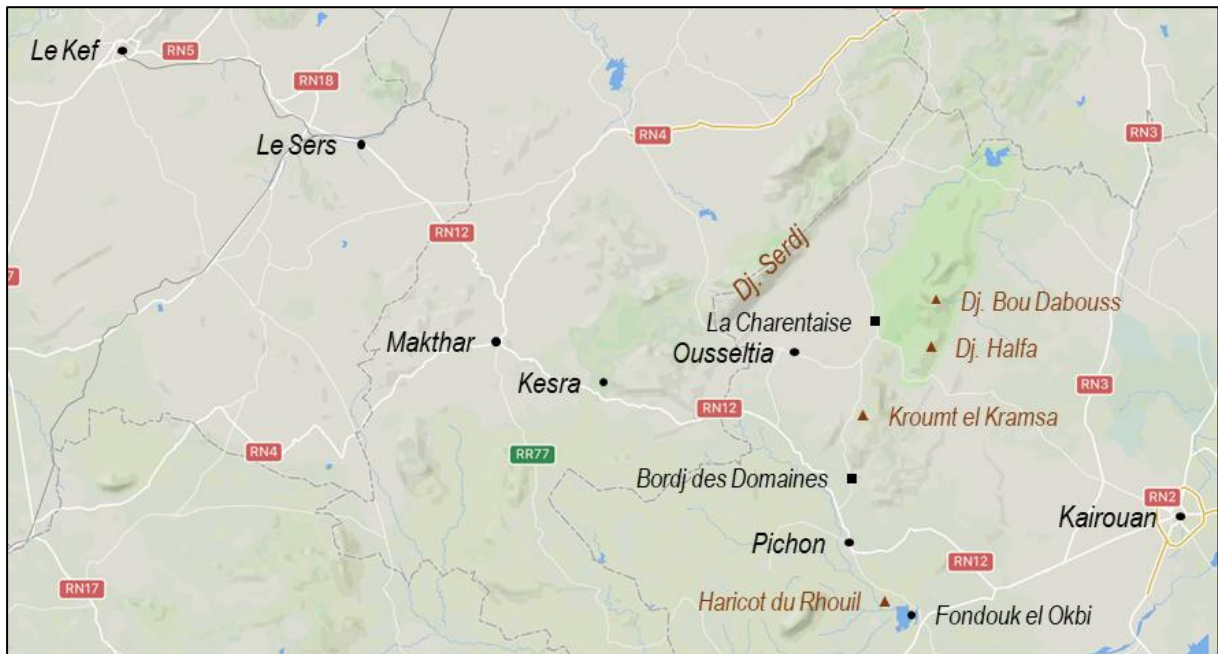 Le Kef
RN5
RN18
Le Sers
RN4
RN3
RN12
Dj. Serdj
Dj. Bou Dabouss
La Charentaise
Makthar
Ousseltia
Dj. Halfa
Kesra
RN3
RN12
Kroumt el Kramsa
RN4
RR77
Bordj des Domaines
RN2
Kairouan
Pichon
RN12
RN17
Haricot du Rhouil
Fondouk el Okbi